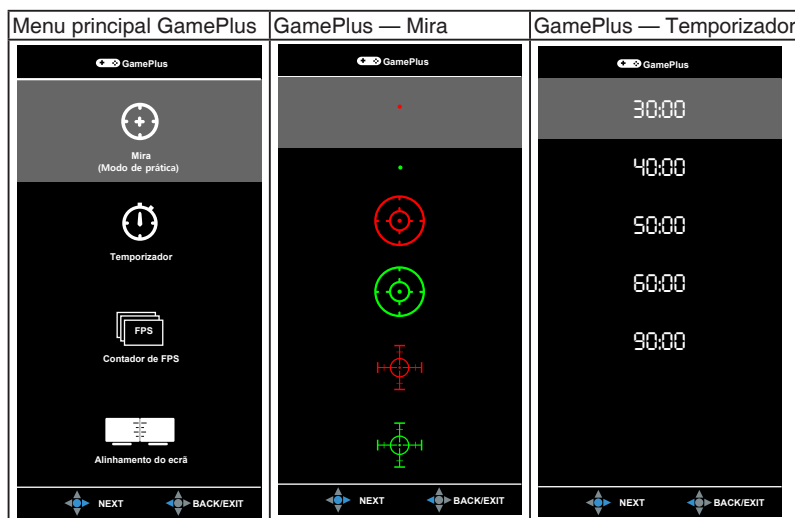 Menu principal GamePlus
GamePlus — Mira
GamePlus — Temporizador
GamePlus
Mira
(Modo de prática)
Temporizador
FPS
Contador de FPS
Alinhamento do ecrã
NEXT BACK/EXIT
GamePlus
NEXT BACK/EXIT
GamePlus
30:00
40:00
50:00
60:00
90:00
NEXT BACK/EXIT